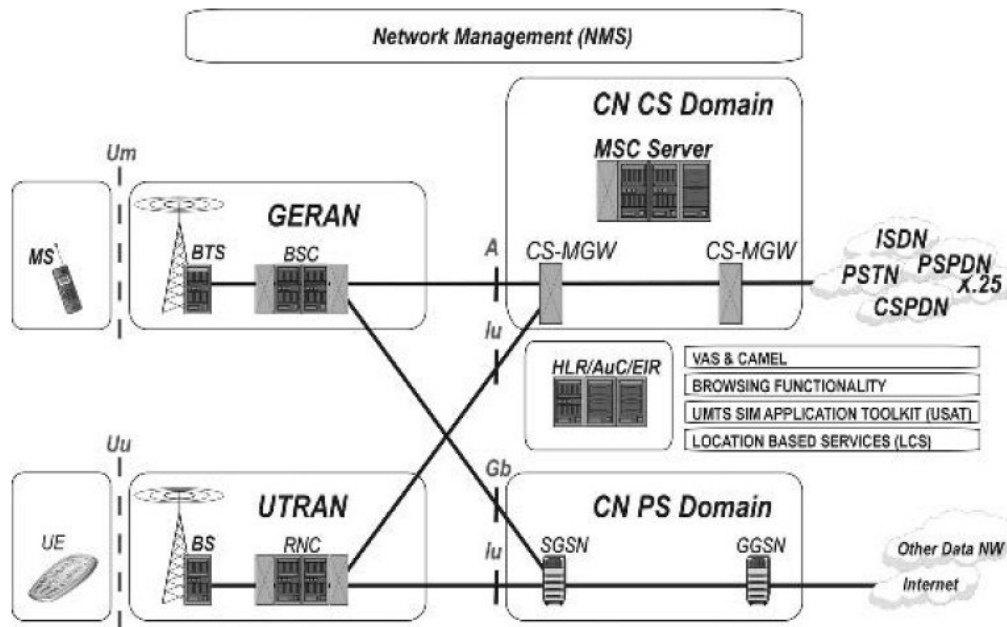 Network Management (NMS)
CN CS Domain
MSC Server
Um
GERAN
MS
BTS
BSC
A
CS-MGW
CS-MGW
ISDN
PSTN
PSPDN
X.25
CSPDN
Iu
HLR/AuC/EIR
VAS & CAMEL
BROWSING FUNCTIONALITY
UMTS SIM APPLICATION TOOLKIT (USAT)
LOCATION BASED SERVICES (LCS)
Uu
UTRAN
Gb
CN PS Domain
UE
BS
RNC
Iu
SGSN
GGSN
Other Data NW
Internet